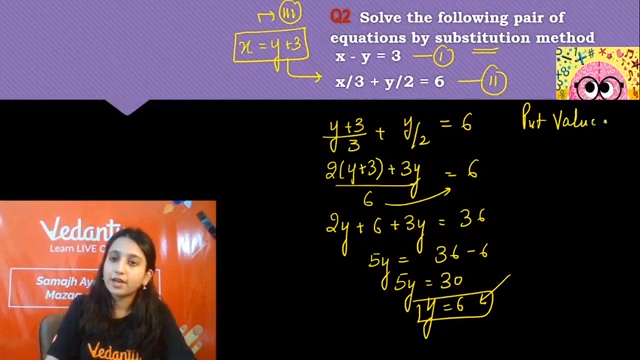 (III)
x = y+3
Q2 Solve the following pair of
equations by substitution method
x - y = 3 (I)
x/3 + y/2 = 6 (II)
y+3/3 + y/2 = 6
Put Value
2(y+3) + 3y / 6 = 6
2y + 6 + 3y = 36
5y = 36 - 6
5y = 30
y = 6
Vedantu
Learn LIVE
Samajh
Vedantu